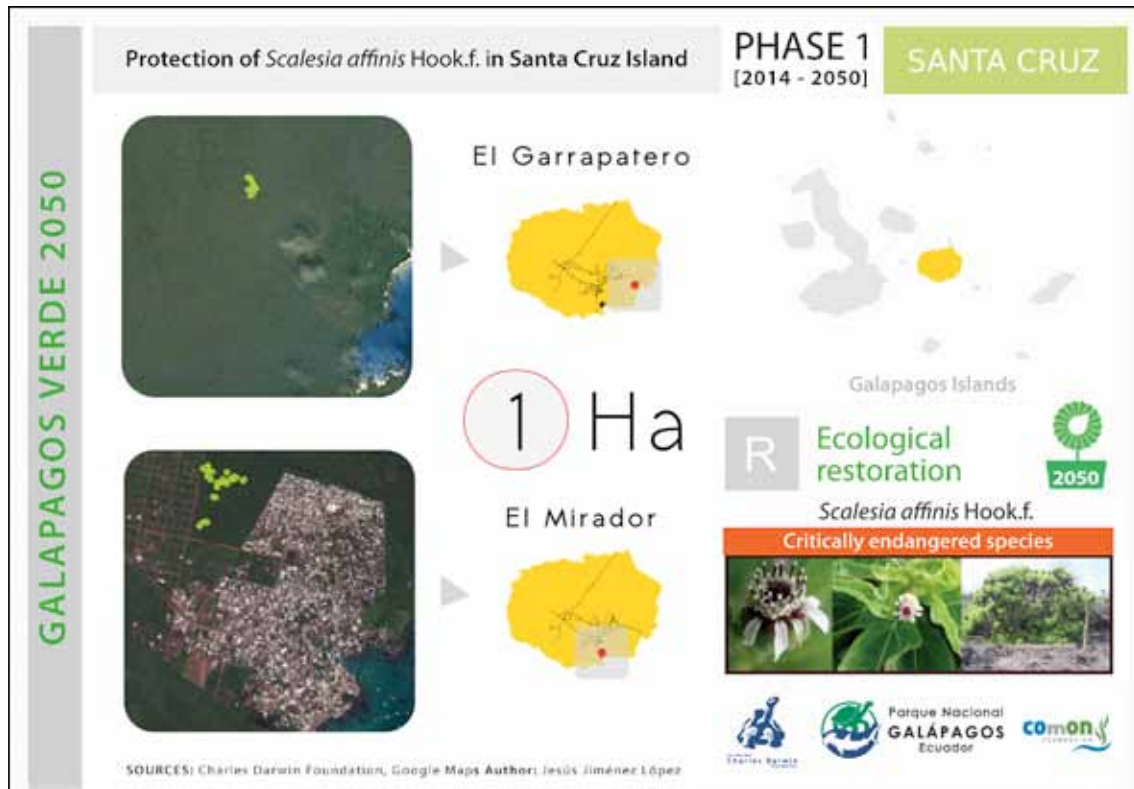 GALAPAGOS VERDE 2050
Protection of Scalesia affinis Hook.f. in Santa Cruz Island
PHASE 1
[2014 - 2050]
SANTA CRUZ
El Garrapatero
Galapagos Islands
1 Ha
R
Ecological
restoration
2050
El Mirador
Scalesia affinis Hook.f.
Critically endangered species
Charles Darwin
Parque Nacional
GALÁPAGOS
Ecuador
comon
SOURCES: Charles Darwin Foundation, Google Maps Author: Jesús Jiménez López